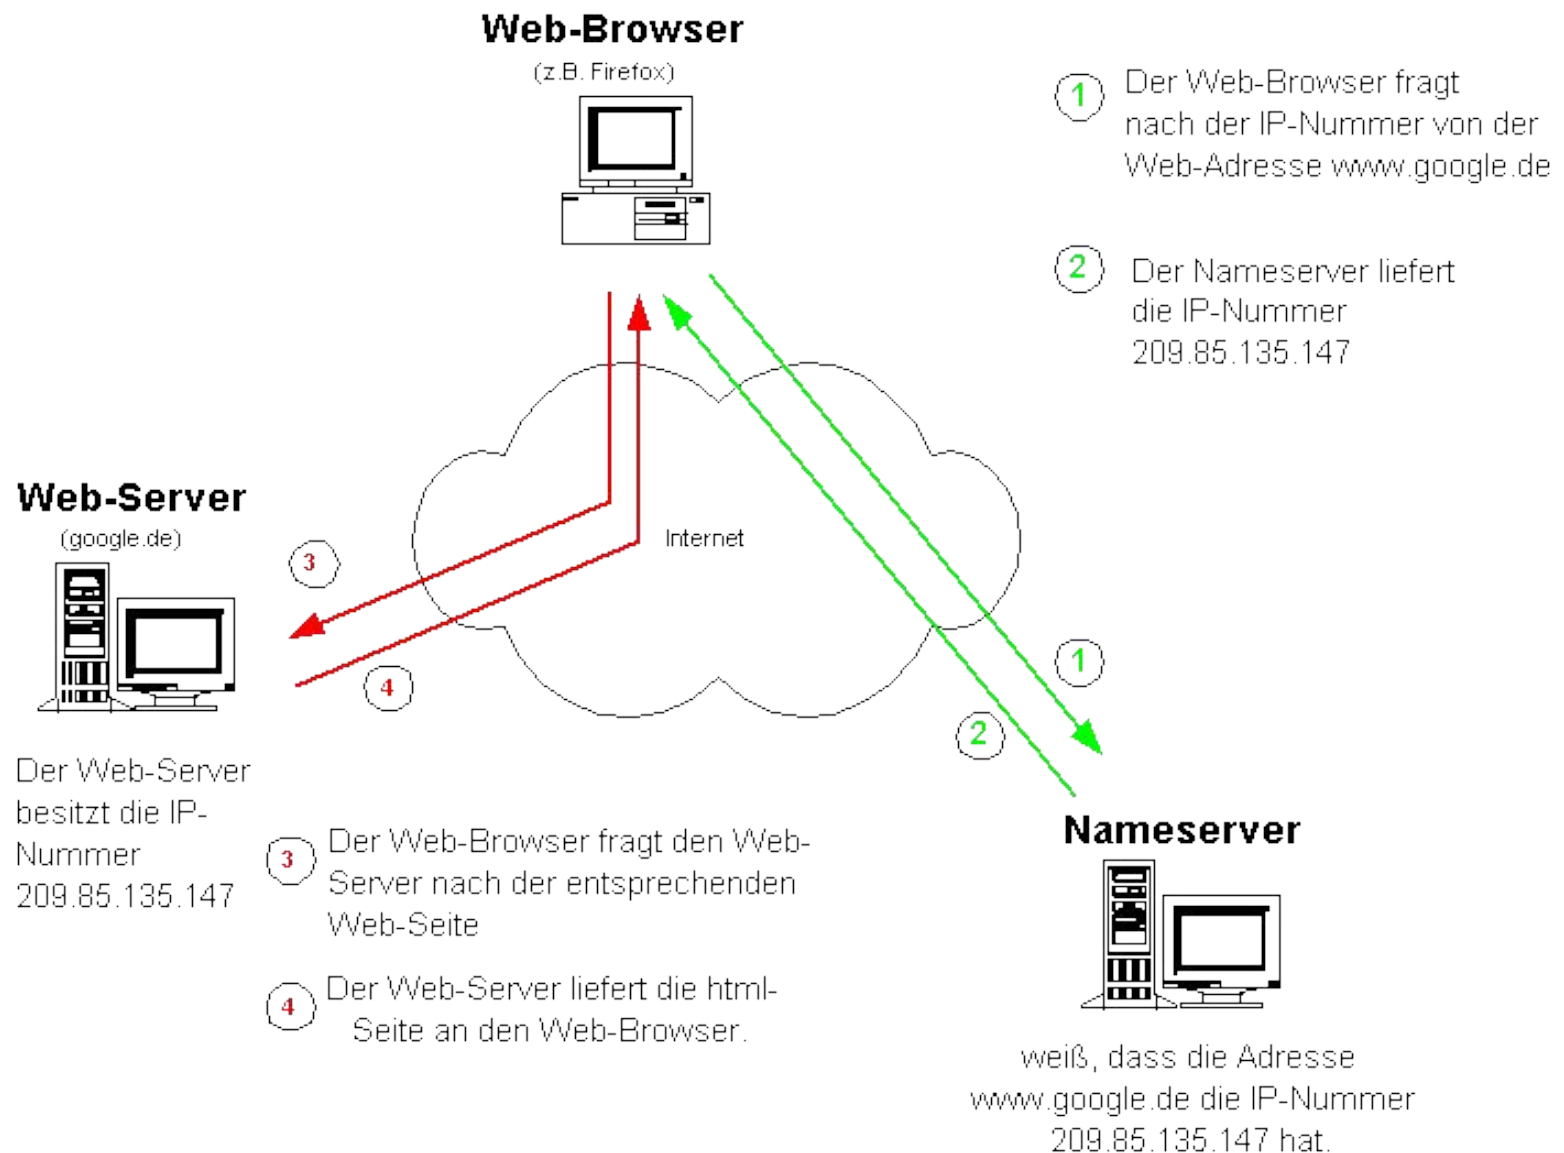 Web-Browser
(z.B. Firefox)
1
Der Web-Browser fragt
nach der IP-Nummer von der
Web-Adresse www.google.de
2
Der Nameserver liefert
die IP-Nummer
209.85.135.147
Web-Server
(google.de)
Internet
3
4
1
2
Der Web-Server
besitzt die IP-
Nummer
209.85.135.147
3
Der Web-Browser fragt den Web-
Server nach der entsprechenden
Web-Seite
4
Der Web-Server liefert die html-
Seite an den Web-Browser.
Nameserver
weiß, dass die Adresse
www.google.de die IP-Nummer
209.85.135.147 hat.